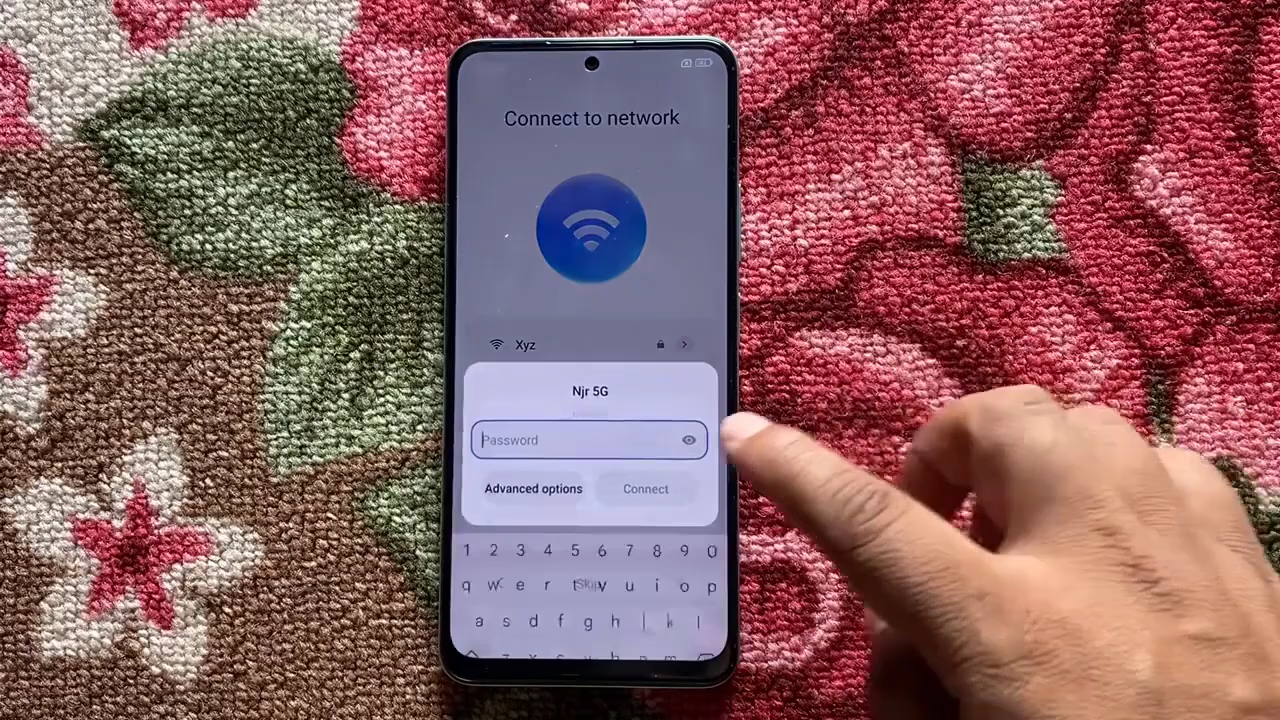 Connect to network
Xyz
Njr 5G
Password
Advanced options
Connect
1 2 3 4 5 6 7 8 9 0
q w e r t y u i o p
Skip
a s d f g h j k l
z x c v b n m